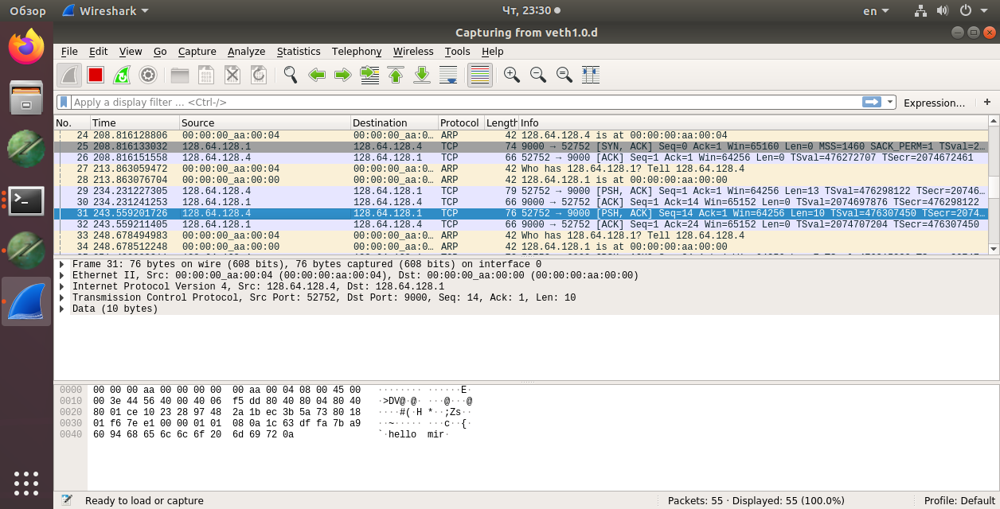 Обзор Wireshark Чт, 23:30 en
Capturing from veth1.0.d
File Edit View Go Capture Analyze Statistics Telephony Wireless Tools Help
Apply a display filter ... <Ctrl-/> Expression... +
No. Time Source Destination Protocol Length Info
24 208.816128806 00:00:00_aa:00:04 00:00:00_aa:0… ARP 42 128.64.128.4 is at 00:00:00:aa:00:04
25 208.816133032 128.64.128.1 128.64.128.4 TCP 74 9000 → 52752 [SYN, ACK] Seq=0 Ack=1 Win=65160 Len=0 MSS=1460 SACK_PERM=1 TSval=2…
26 208.816151558 128.64.128.4 128.64.128.1 TCP 66 52752 → 9000 [ACK] Seq=1 Ack=1 Win=64256 Len=0 TSval=476272707 TSecr=2074672461
27 213.863059472 00:00:00_aa:00:04 00:00:00_aa:0… ARP 42 Who has 128.64.128.1? Tell 128.64.128.4
28 213.863076704 00:00:00_aa:00:00 00:00:00_aa:0… ARP 42 128.64.128.1 is at 00:00:00:aa:00:00
29 234.231227305 128.64.128.4 128.64.128.1 TCP 79 52752 → 9000 [PSH, ACK] Seq=1 Ack=1 Win=64256 Len=13 TSval=476298122 TSecr=20746…
30 234.231241253 128.64.128.1 128.64.128.4 TCP 66 9000 → 52752 [ACK] Seq=1 Ack=14 Win=65152 Len=0 TSval=2074697876 TSecr=476298122
31 243.559201726 128.64.128.4 128.64.128.1 TCP 76 52752 → 9000 [PSH, ACK] Seq=14 Ack=1 Win=64256 Len=10 TSval=476307450 TSecr=2074…
32 243.559211405 128.64.128.1 128.64.128.4 TCP 66 9000 → 52752 [ACK] Seq=1 Ack=24 Win=65152 Len=0 TSval=2074707204 TSecr=476307450
33 248.678494983 00:00:00_aa:00:04 00:00:00_aa:0… ARP 42 Who has 128.64.128.1? Tell 128.64.128.4
34 248.678512248 00:00:00_aa:00:00 00:00:00_aa:0… ARP 42 128.64.128.1 is at 00:00:00:aa:00:00
Frame 31: 76 bytes on wire (608 bits), 76 bytes captured (608 bits) on interface 0
Ethernet II, Src: 00:00:00_aa:00:04 (00:00:00:aa:00:04), Dst: 00:00:00_aa:00:00 (00:00:00:aa:00:00)
Internet Protocol Version 4, Src: 128.64.128.4, Dst: 128.64.128.1
Transmission Control Protocol, Src Port: 52752, Dst Port: 9000, Seq: 14, Ack: 1, Len: 10
Data (10 bytes)
0000 00 00 00 aa 00 00 00 00 00 aa 00 04 08 00 45 00 ········ ······E·
0010 00 3e 44 56 40 00 40 06 f5 dd 80 40 80 04 80 40 ·>DV@·@· ···@···@
0020 80 01 ce 10 23 28 97 48 2a 1b ec 3b 5a 73 80 18 ····#(·H *··;Zs··
0030 01 f6 7e e1 00 00 01 01 08 0a 1c 63 df fa 7b a9 ··~····· ···c··{·
0040 60 94 68 65 6c 6c 6f 20 6d 69 72 0a `·hello mir·
Ready to load or capture Packets: 55 · Displayed: 55 (100.0%) Profile: Default